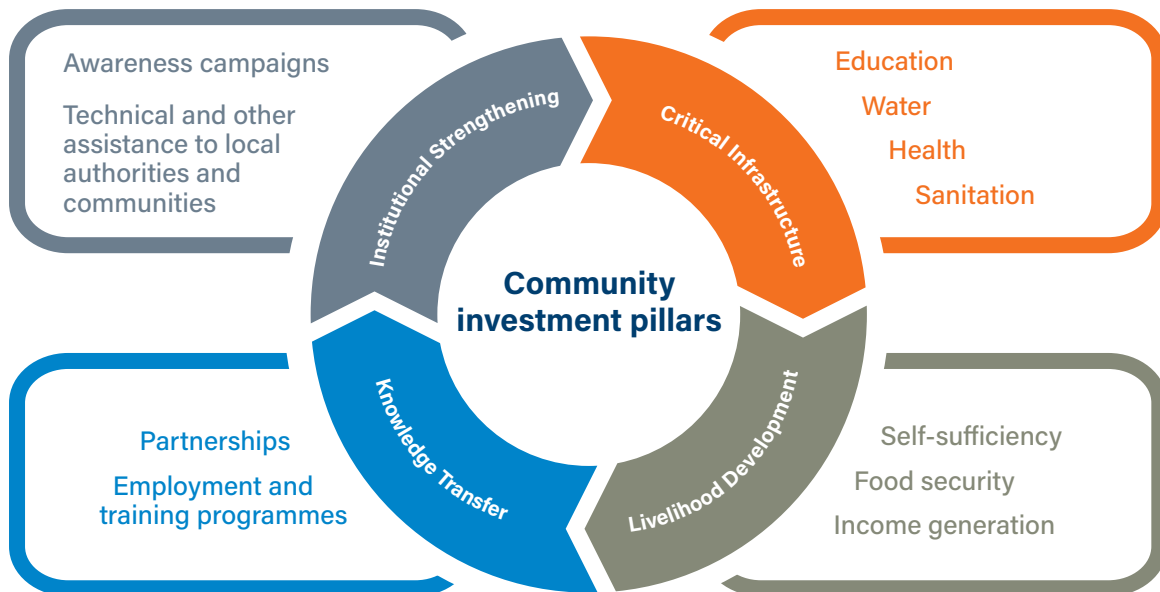 Awareness campaigns
Technical and other
assistance to local
authorities and
communities
Institutional Strengthening
Critical Infrastructure
Education
Water
Health
Sanitation
Community
investment pillars
Partnerships
Employment and
training programmes
Knowledge Transfer
Livelihood Development
Self-sufficiency
Food security
Income generation